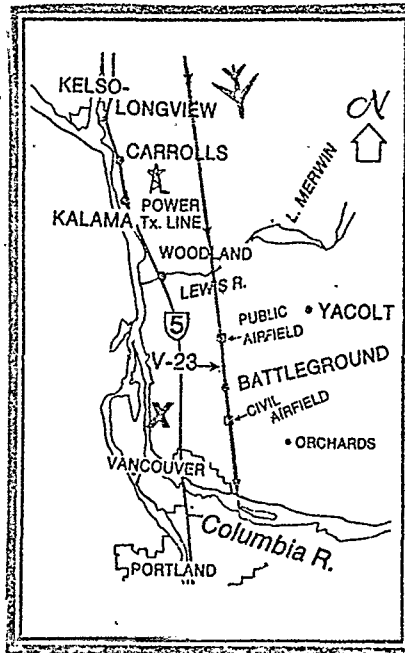 KELSO-
LONGVIEW
N
CARROLLS
POWER
Tx. LINE
KALAMA
L. MERWIN
WOODLAND
LEWIS R.
5
PUBLIC
AIRFIELD
YACOLT
V-23
BATTLEGROUND
CIVIL
AIRFIELD
X
ORCHARDS
VANCOUVER
Columbia R.
PORTLAND